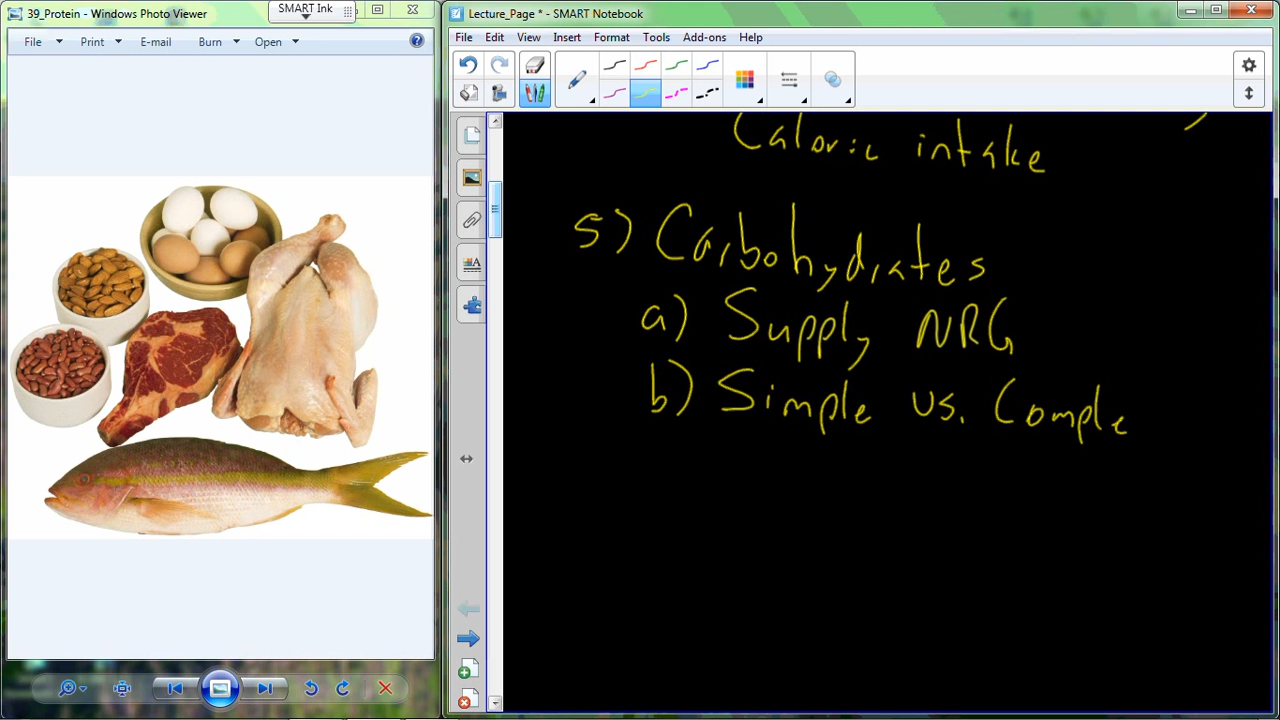 39_Protein - Windows Photo Viewer
SMART Ink
File Print E-mail Burn Open
Lecture_Page * - SMART Notebook
File Edit View Insert Format Tools Add-ons Help
Caloric intake
5) Carbohydrates
a) Supply NRG
b) Simple vs. Comple